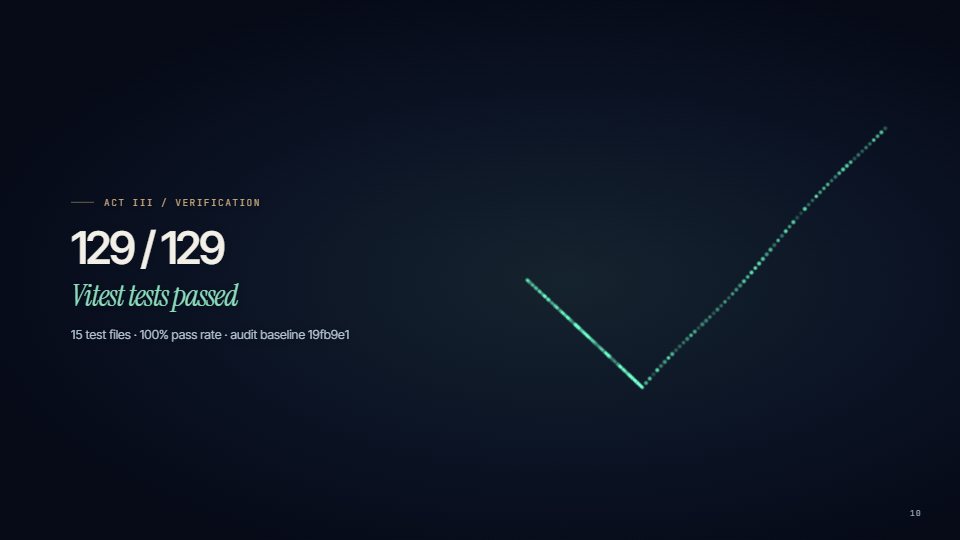 ACT III / VERIFICATION
129 / 129
Vitest tests passed
15 test files · 100% pass rate · audit baseline 19fb9e1
10